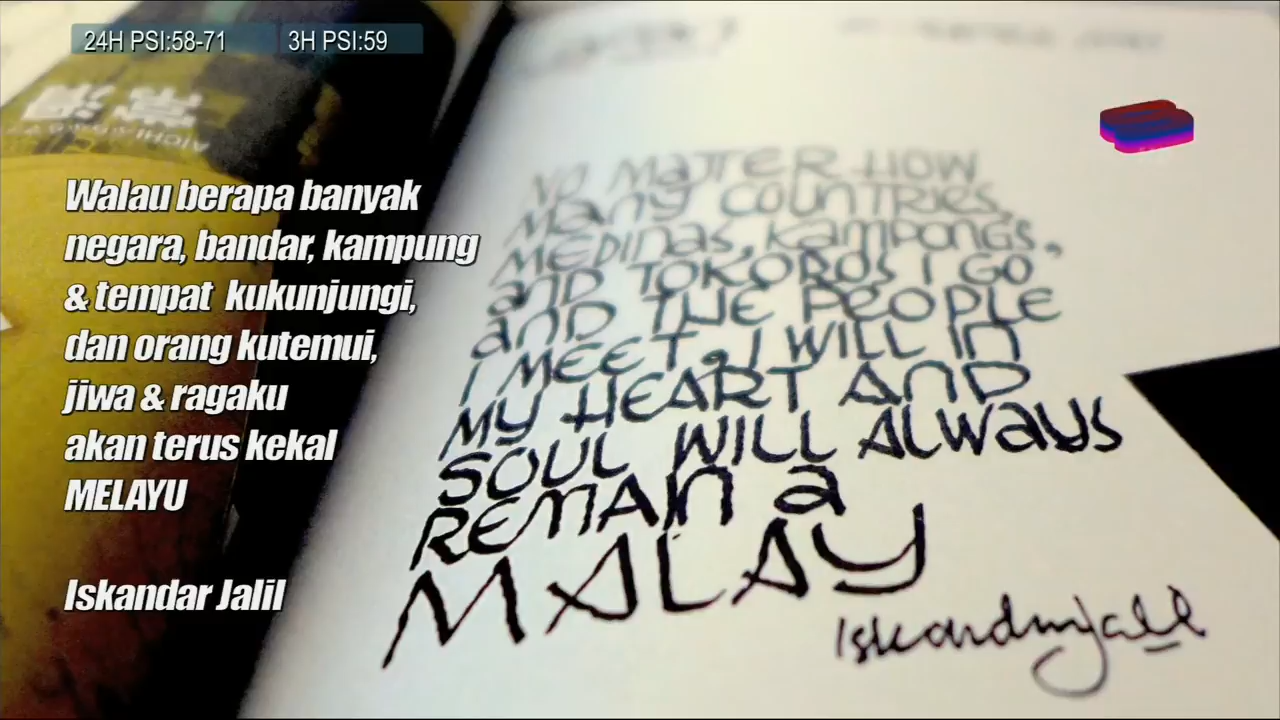 24H PSI:58-71
3H PSI:59
Walau berapa banyak
negara, bandar, kampung
& tempat kukunjungi,
dan orang kutemui,
jiwa & ragaku
akan terus kekal
MELAYU
Iskandar Jalil
NO MATTER HOW
MANY COUNTRIES,
MEDINAS, KAMPONGS,
AND TOKOROS I GO,
AND THE PEOPLE
I MEET, I WILL IN
MY HEART AND
SOUL WILL ALWAYS
REMAIN A
MALAY
Iskandar Jalil